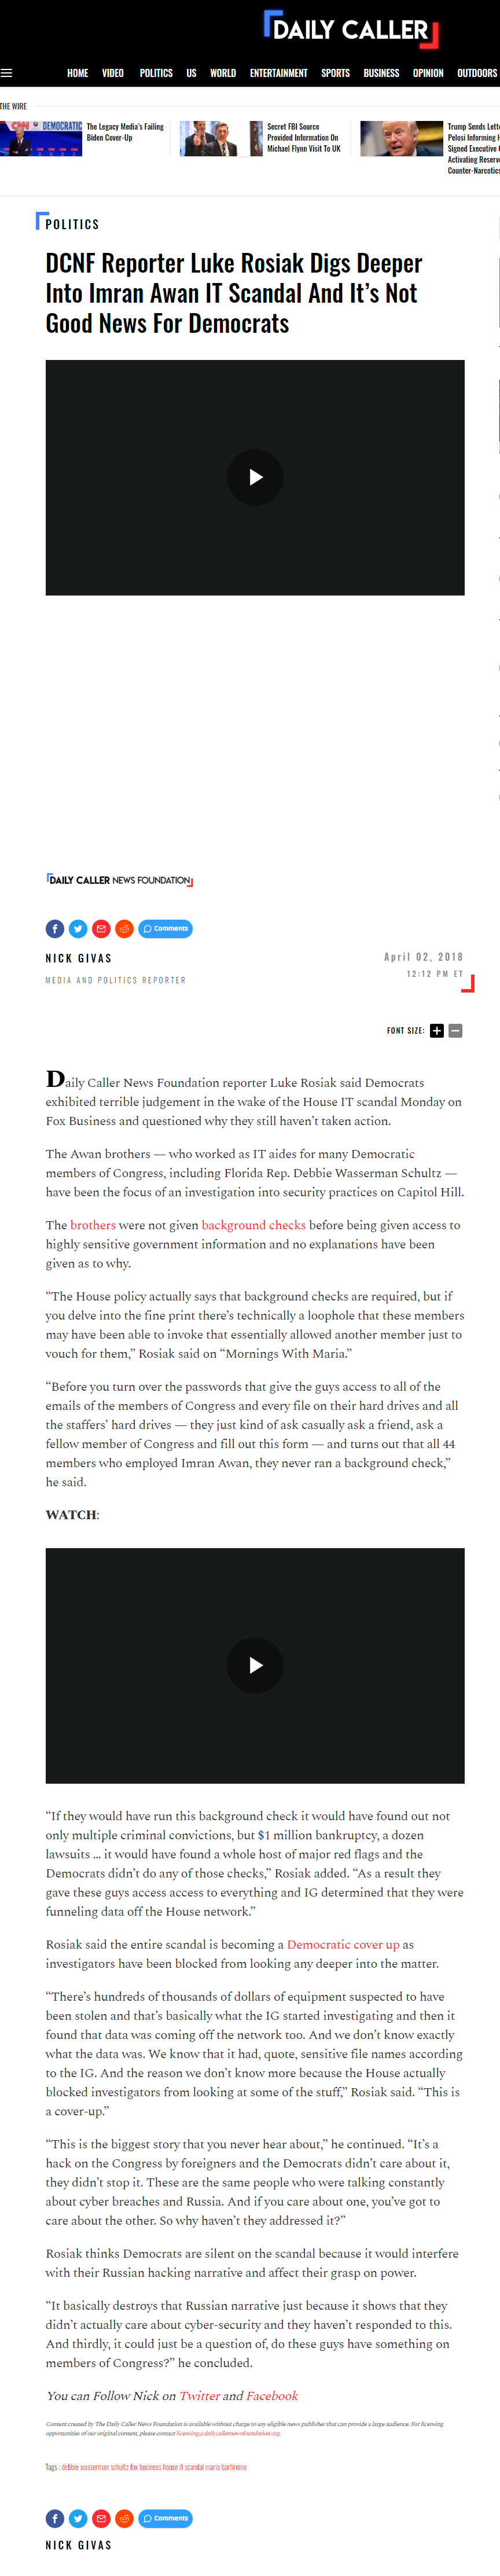 DAILY CALLER
HOME VIDEO POLITICS US WORLD ENTERTAINMENT SPORTS BUSINESS OPINION OUTDOORS
THE WIRE
CNN DEMOCRATIC
The Legacy Media's Failing
Biden Cover-Up
Secret FBI Source
Provided Information On
Michael Flynn Visit To UK
Trump Sends
Pelosi Informing
Signed Executive
Activating
Counter-Narcotics
POLITICS
DCNF Reporter Luke Rosiak Digs Deeper
Into Imran Awan IT Scandal And It's Not
Good News For Democrats
DAILY CALLER NEWS FOUNDATION
Comments
NICK GIVAS
MEDIA AND POLITICS REPORTER
April 02, 2018
12:12 PM ET
FONT SIZE:
Daily Caller News Foundation reporter Luke Rosiak said Democrats
exhibited terrible judgement in the wake of the House IT scandal Monday on
Fox Business and questioned why they still haven't taken action.
The Awan brothers — who worked as IT aides for many Democratic
members of Congress, including Florida Rep. Debbie Wasserman Schultz —
have been the focus of an investigation into security practices on Capitol Hill.
The brothers were not given background checks before being given access to
highly sensitive government information and no explanations have been
given as to why.
“The House policy actually says that background checks are required, but if
you delve into the fine print there's technically a loophole that these members
may have been able to invoke that essentially allowed another member just to
vouch for them,” Rosiak said on “Mornings With Maria.”
“Before you turn over the passwords that give the guys access to all of the
emails of the members of Congress and every file on their hard drives and all
the staffers' hard drives — they just kind of ask casually ask a friend, ask a
fellow member of Congress and fill out this form — and turns out that all 44
members who employed Imran Awan, they never ran a background check,”
he said.
WATCH:
“If they would have run this background check it would have found out not
only multiple criminal convictions, but $1 million bankruptcy, a dozen
lawsuits ... it would have found a whole host of major red flags and the
Democrats didn't do any of those checks,” Rosiak added. “As a result they
gave these guys access access to everything and IG determined that they were
funneling data off the House network.”
Rosiak said the entire scandal is becoming a Democratic cover up as
investigators have been blocked from looking any deeper into the matter.
“There's hundreds of thousands of dollars of equipment suspected to have
been stolen and that's basically what the IG started investigating and then it
found that data was coming off the network too. And we don't know exactly
what the data was. We know that it had, quote, sensitive file names according
to the IG. And the reason we don't know more because the House actually
blocked investigators from looking at some of the stuff,” Rosiak said. “This is
a cover-up.”
“This is the biggest story that you never hear about,” he continued. “It's a
hack on the Congress by foreigners and the Democrats didn't care about it,
they didn't stop it. These are the same people who were talking constantly
about cyber breaches and Russia. And if you care about one, you've got to
care about the other. So why haven't they addressed it?”
Rosiak thinks Democrats are silent on the scandal because it would interfere
with their Russian hacking narrative and affect their grasp on power.
“It basically destroys that Russian narrative just because it shows that they
didn't actually care about cyber-security and they haven't responded to this.
And thirdly, it could just be a question of, do these guys have something on
members of Congress?” he concluded.
You can Follow Nick on Twitter and Facebook
Content created by The Daily Caller News Foundation is available without charge to any eligible news publisher that can provide a large audience. For licensing
opportunities of our original content, please contact licensing@dailycallernewsfoundation.org.
Tags : debbie wasserman schultz fox business house it scandal maria bartiromo
Comments
NICK GIVAS